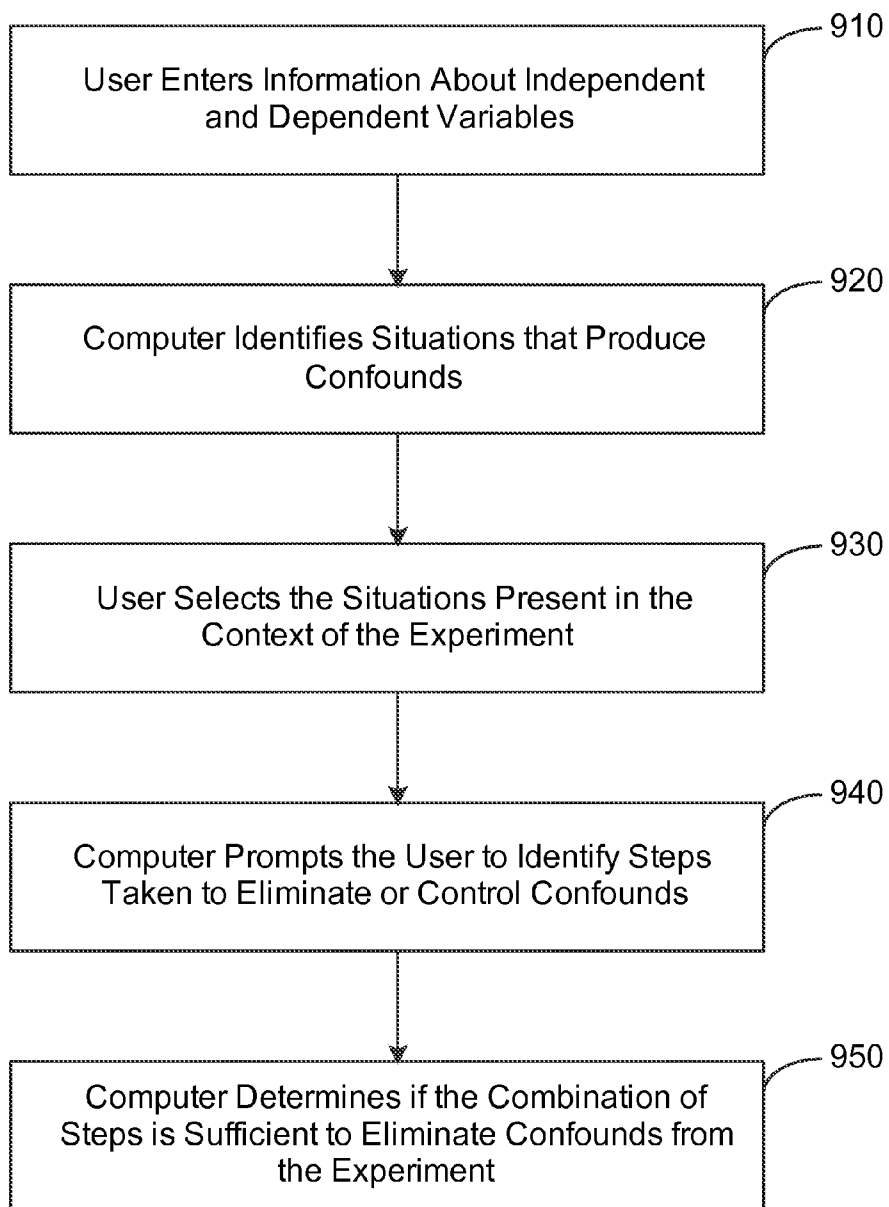 910
User Enters Information About Independent
and Dependent Variables
920
Computer Identifies Situations that Produce
Confounds
930
User Selects the Situations Present in the
Context of the Experiment
940
Computer Prompts the User to Identify Steps
Taken to Eliminate or Control Confounds
950
Computer Determines if the Combination of
Steps is Sufficient to Eliminate Confounds from
the Experiment